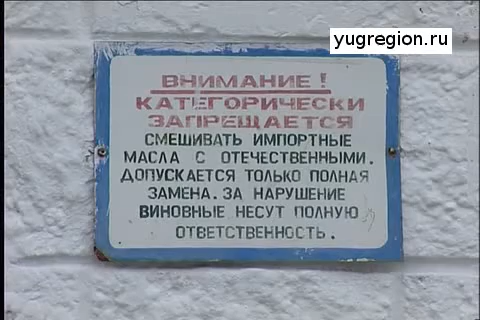 yugregion.ru
ВНИМАНИЕ!
КАТЕГОРИЧЕСКИ
ЗАПРЕЩАЕТСЯ
СМЕШИВАТЬ ИМПОРТНЫЕ
МАСЛА С ОТЕЧЕСТВЕННЫМИ.
ДОПУСКАЕТСЯ ТОЛЬКО ПОЛНАЯ
ЗАМЕНА. ЗА НАРУШЕНИЕ
ВИНОВНЫЕ НЕСУТ ПОЛНУЮ
ОТВЕТСТВЕННОСТЬ.